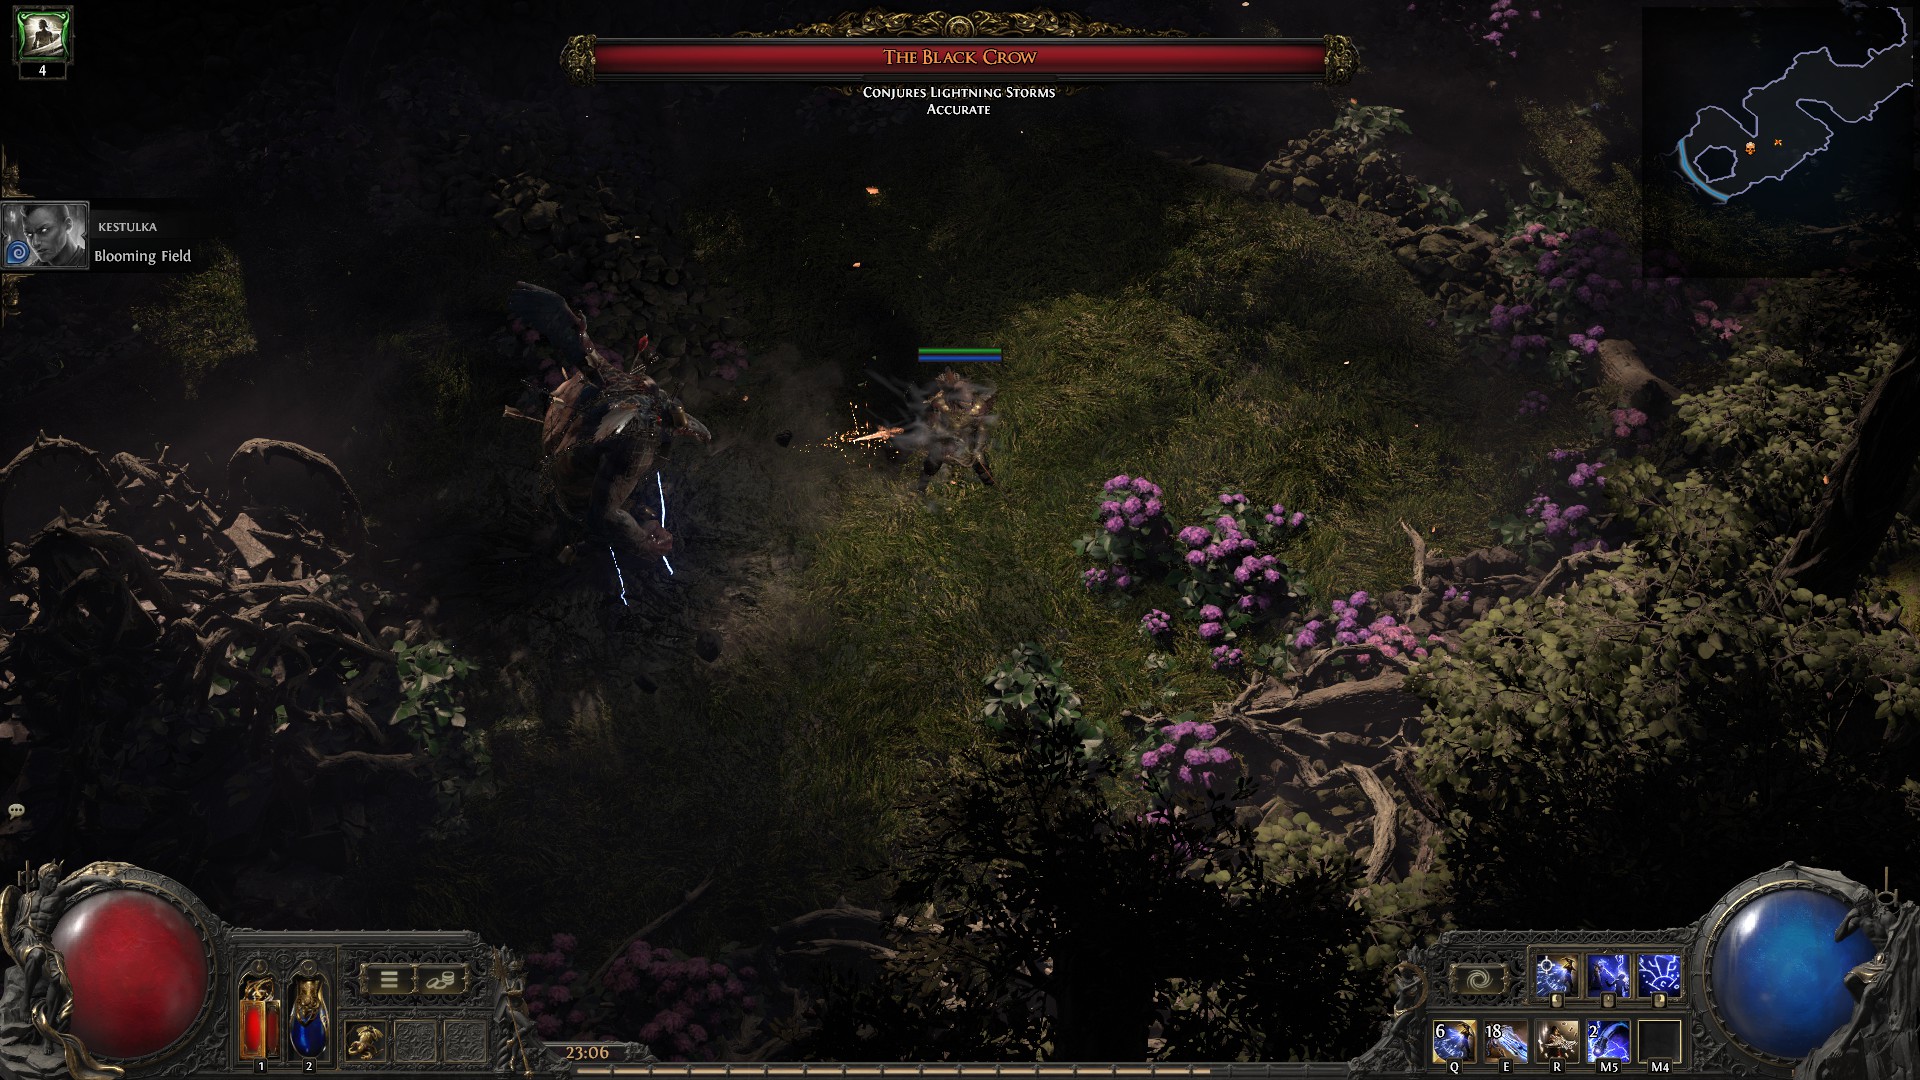 4
THE BLACK CROW
CONJURES LIGHTNING STORMS
ACCURATE
KESTULKA
Blooming Field
1
2
23:06
6
18
2
Q
E
R
M5
M4